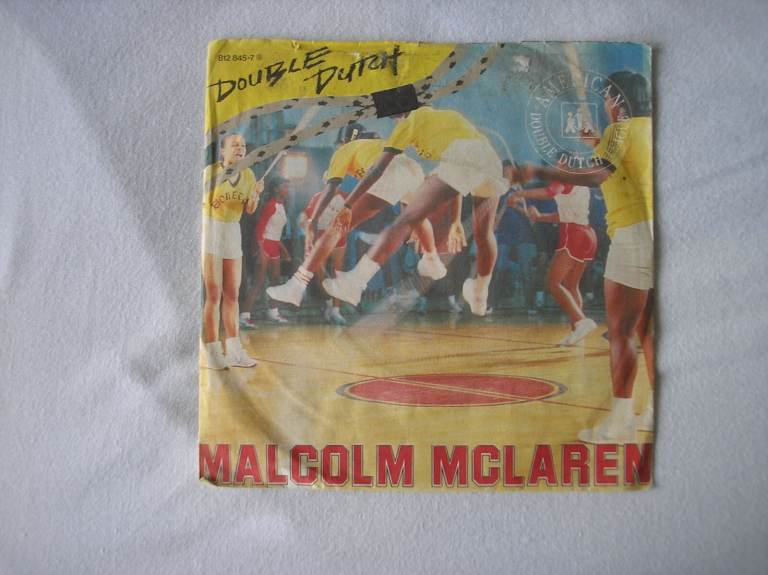 812 845-7
DOUBLE
DUTCH
AMERICAN
DOUBLE DUTCH
MALCOLM MCLAREN